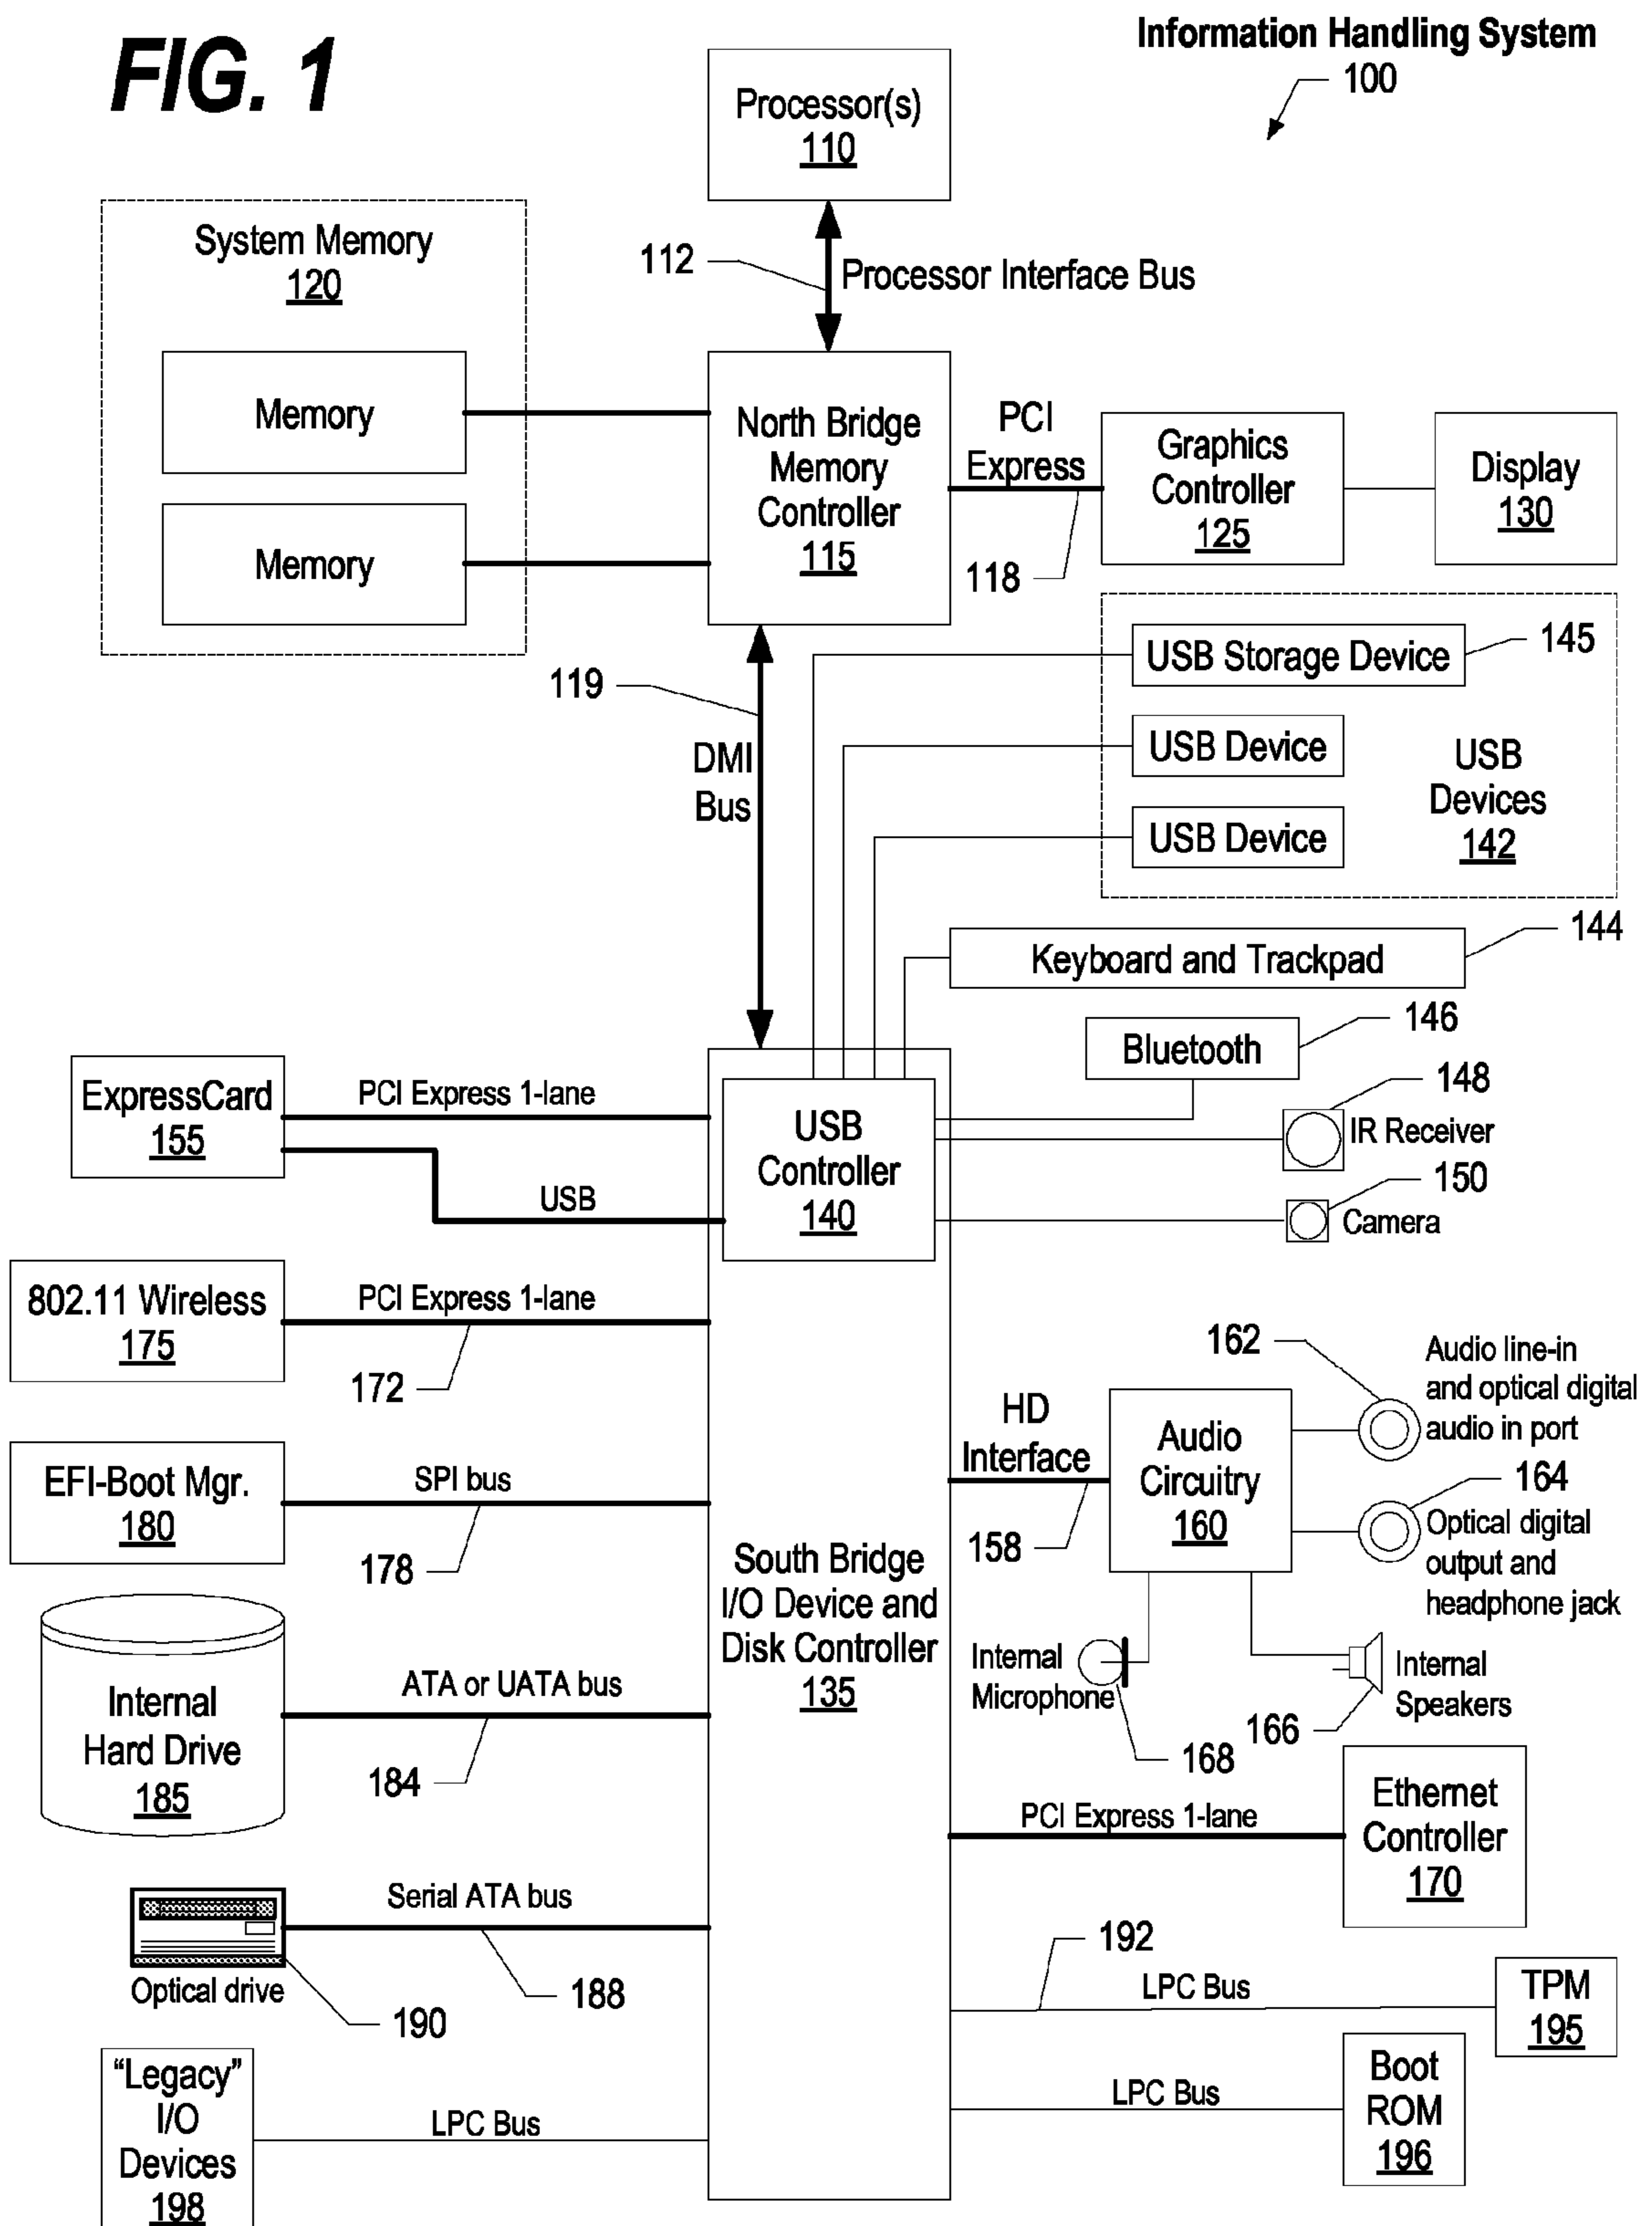 FIG. 1
Information Handling System
100
Processor(s)
110
System Memory
120
112
Processor Interface Bus
Memory
Memory
North Bridge
Memory
Controller
115
PCI
Express
118
Graphics
Controller
125
Display
130
119
DMI
Bus
USB Storage Device
145
USB Device
USB Device
USB
Devices
142
Keyboard and Trackpad
144
Bluetooth
146
148
IR Receiver
150
Camera
ExpressCard
155
PCI Express 1-lane
USB
USB
Controller
140
802.11 Wireless
175
PCI Express 1-lane
172
162
Audio line-in
and optical digital
audio in port
HD
Interface
158
Audio
Circuitry
160
164
Optical digital
output and
headphone jack
EFI-Boot Mgr.
180
SPI bus
178
South Bridge
I/O Device and
Disk Controller
135
Internal
Microphone
168
Internal
Speakers
166
Internal
Hard Drive
185
ATA or UATA bus
184
PCI Express 1-lane
Ethernet
Controller
170
Serial ATA bus
188
Optical drive
190
192
LPC Bus
TPM
195
LPC Bus
Boot
ROM
196
“Legacy”
I/O
Devices
198
LPC Bus